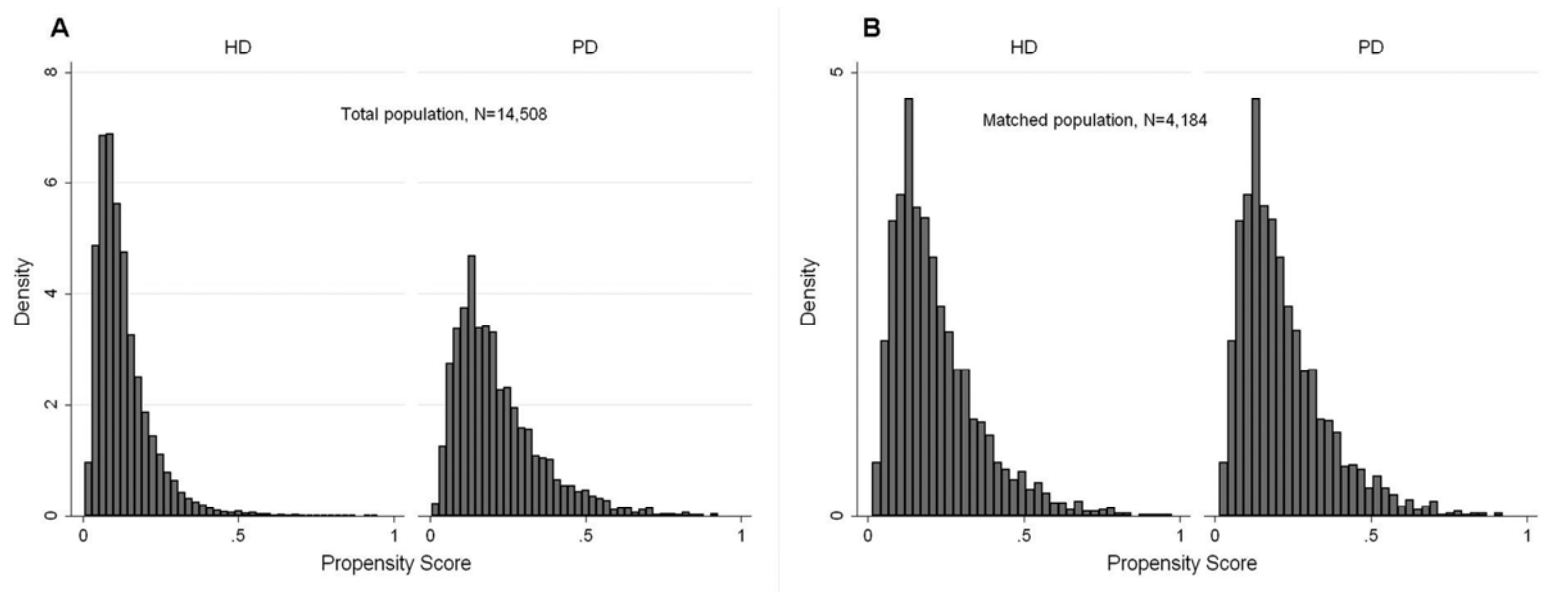 A
HD
PD
Total population, N=14,508
8
6
4
2
0
Density
0
.5
1
0
.5
1
Propensity Score
B
HD
PD
Matched population, N=4,184
5
0
Density
0
.5
1
0
.5
1
Propensity Score